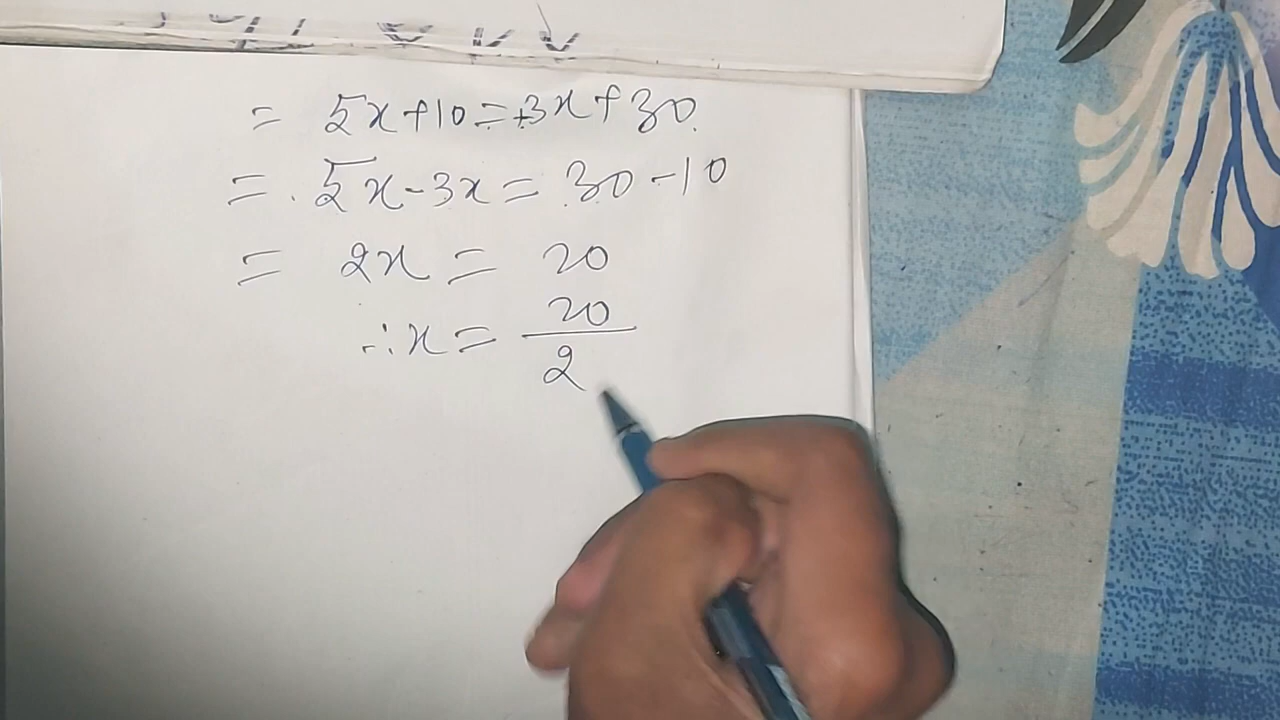 = 5x+10=+3x+30
= 5x-3x= 30-10
= 2x = 20
∴x= 20/2